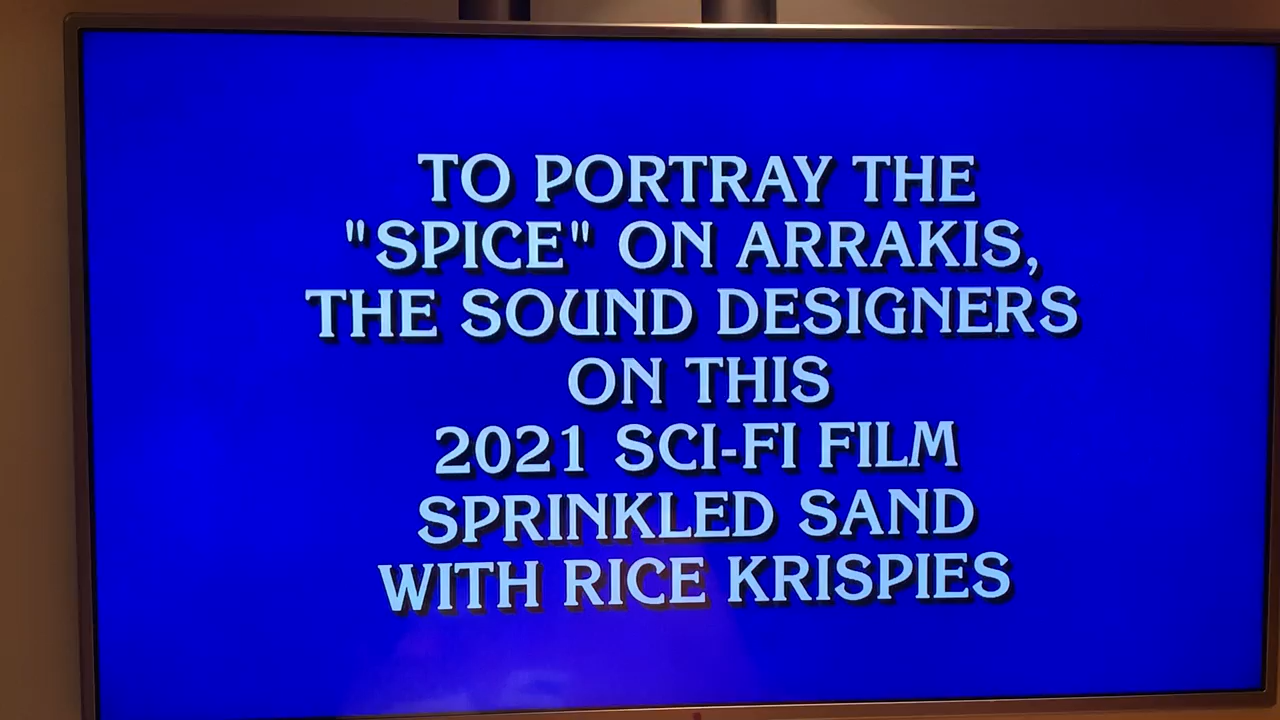 TO PORTRAY THE
"SPICE" ON ARRAKIS,
THE SOUND DESIGNERS
ON THIS
2021 SCI-FI FILM
SPRINKLED SAND
WITH RICE KRISPIES